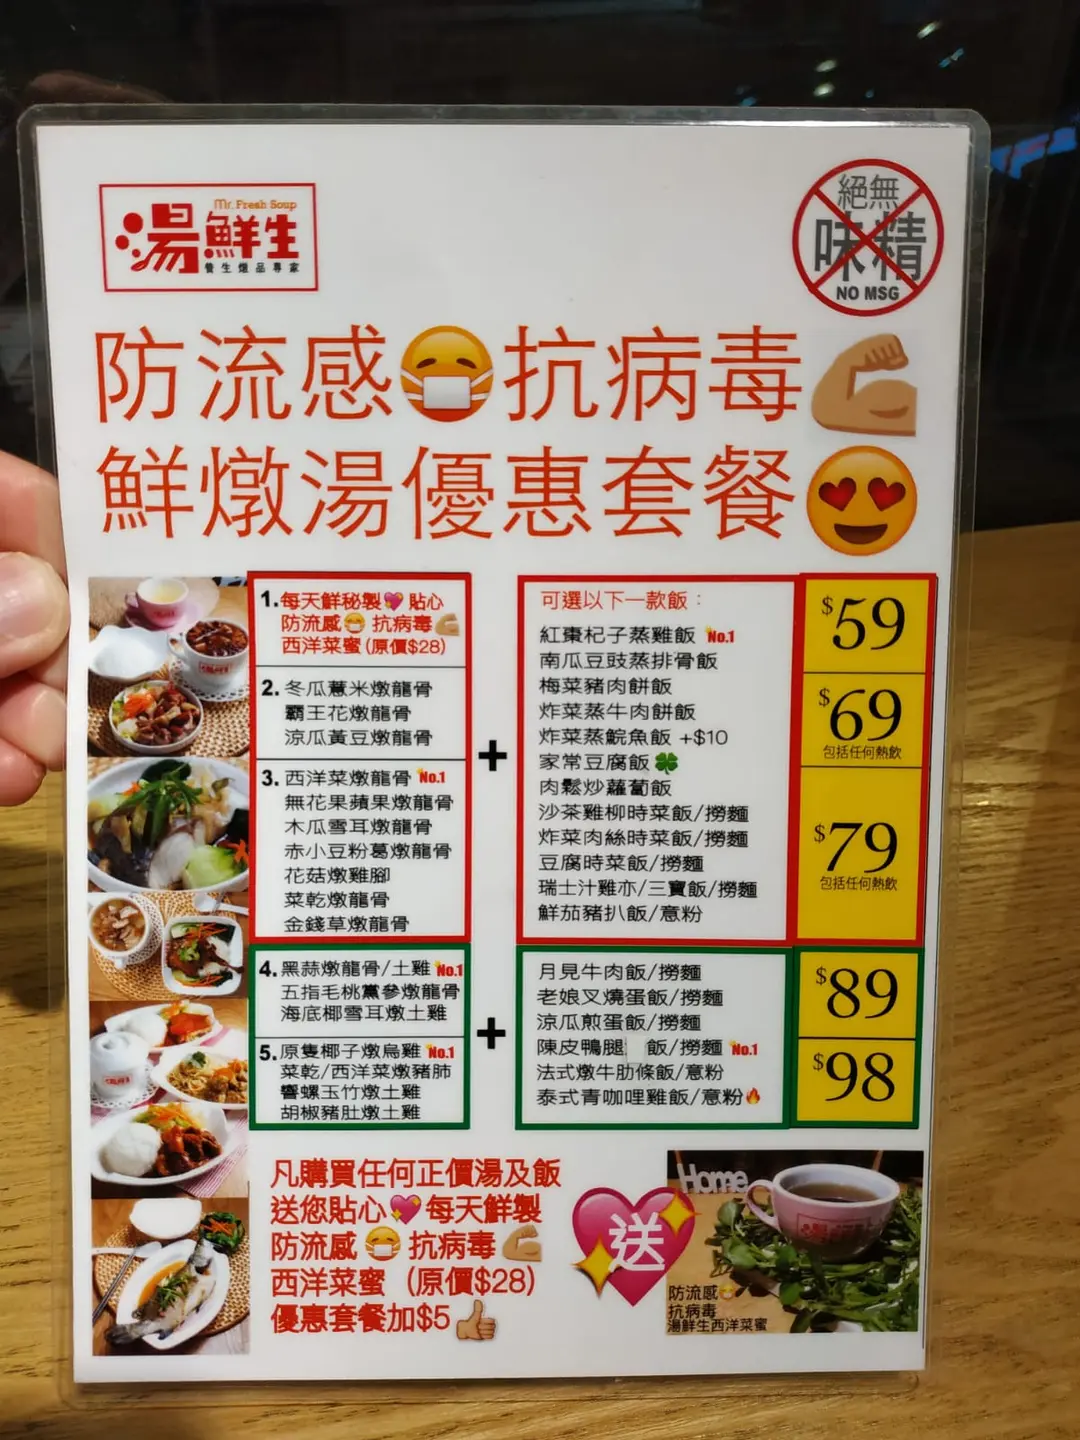 Mr. Fresh Soup
湯鮮生
養生燉品專家
絕無
味精
NO MSG
防流感😷抗病毒💪
鮮燉湯優惠套餐😍
1.每天鮮秘製💖貼心
防流感😷抗病毒💪
西洋菜蜜(原價$28)
2.冬瓜薏米燉龍骨
霸王花燉龍骨
涼瓜黃豆燉龍骨
3.西洋菜燉龍骨 No.1
無花果蘋果燉龍骨
木瓜雪耳燉龍骨
赤小豆粉葛燉龍骨
花菇燉雞腳
菜乾燉龍骨
金錢草燉龍骨
+
可選以下一款飯：
紅棗杞子蒸雞飯 No.1
南瓜豆豉蒸排骨飯
梅菜豬肉餅飯
炸菜蒸牛肉餅飯
炸菜蒸鯇魚飯 +$10
家常豆腐飯🍀
肉鬆炒蘿蔔飯
沙茶雞柳時菜飯/撈麵
炸菜肉絲時菜飯/撈麵
豆腐時菜飯/撈麵
瑞士汁雞亦/三寶飯/撈麵
鮮茄豬扒飯/意粉
$59
$69
包括任何熱飲
$79
包括任何熱飲
4.黑蒜燉龍骨/土雞 No.1
五指毛桃黨參燉龍骨
海底椰雪耳燉土雞
5.原隻椰子燉烏雞 No.1
菜乾/西洋菜燉豬肺
響螺玉竹燉土雞
胡椒豬肚燉土雞
+
月見牛肉飯/撈麵
老娘叉燒蛋飯/撈麵
涼瓜煎蛋飯/撈麵
陳皮鴨腿 飯/撈麵 No.1
法式燉牛肋條飯/意粉
泰式青咖哩雞飯/意粉🔥
$89
$98
凡購買任何正價湯及飯
送您貼心💖每天鮮製
防流感😷抗病毒💪
西洋菜蜜（原價$28）
優惠套餐加$5👍
送
Home
防流感😷
抗病毒
湯鮮生西洋菜蜜